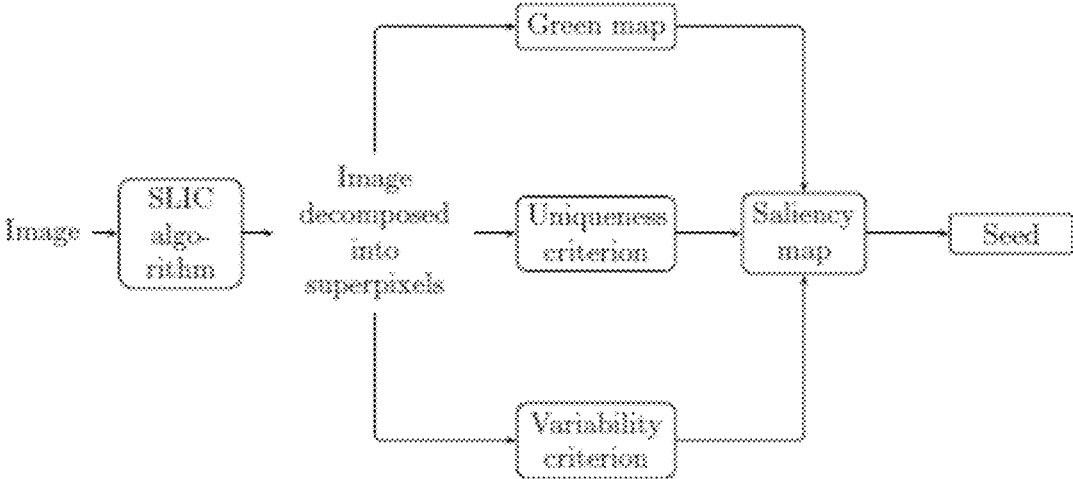 Image
SLIC
algo-
rithm
Image
decomposed
into
superpixels
Green map
Uniqueness
criterion
Variability
criterion
Saliency
map
Seed